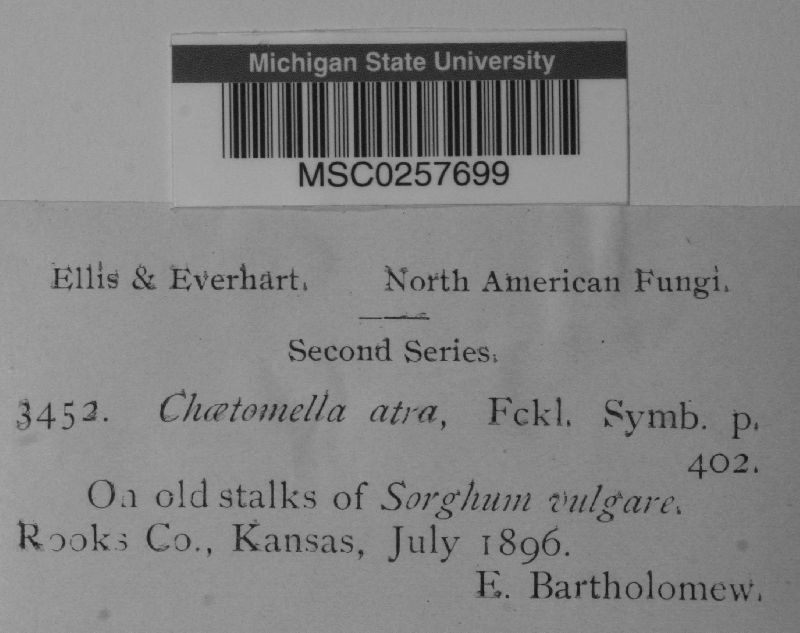 Michigan State University
MSC0257699
Ellis & Everhart. North American Fungi.
Second Series.
3452. Chætomella atra, Fckl. Symb. p.
402.
On old stalks of Sorghum vulgare.
Rooks Co., Kansas, July 1896.
E. Bartholomew.